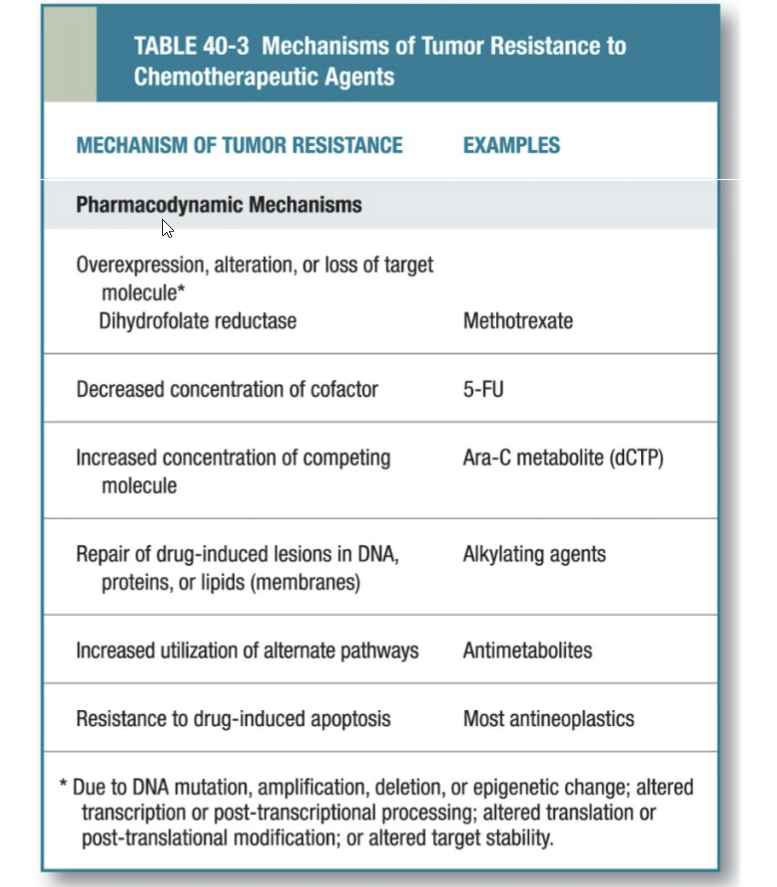 TABLE 40-3 Mechanisms of Tumor Resistance to
Chemotherapeutic Agents
MECHANISM OF TUMOR RESISTANCE EXAMPLES
Pharmacodynamic Mechanisms
Overexpression, alteration, or loss of target
molecule*
Dihydrofolate reductase Methotrexate
Decreased concentration of cofactor 5-FU
Increased concentration of competing Ara-C metabolite (dCTP)
molecule
Repair of drug-induced lesions in DNA, Alkylating agents
proteins, or lipids (membranes)
Increased utilization of alternate pathways Antimetabolites
Resistance to drug-induced apoptosis Most antineoplastics
* Due to DNA mutation, amplification, deletion, or epigenetic change; altered
transcription or post-transcriptional processing; altered translation or
post-translational modification; or altered target stability.